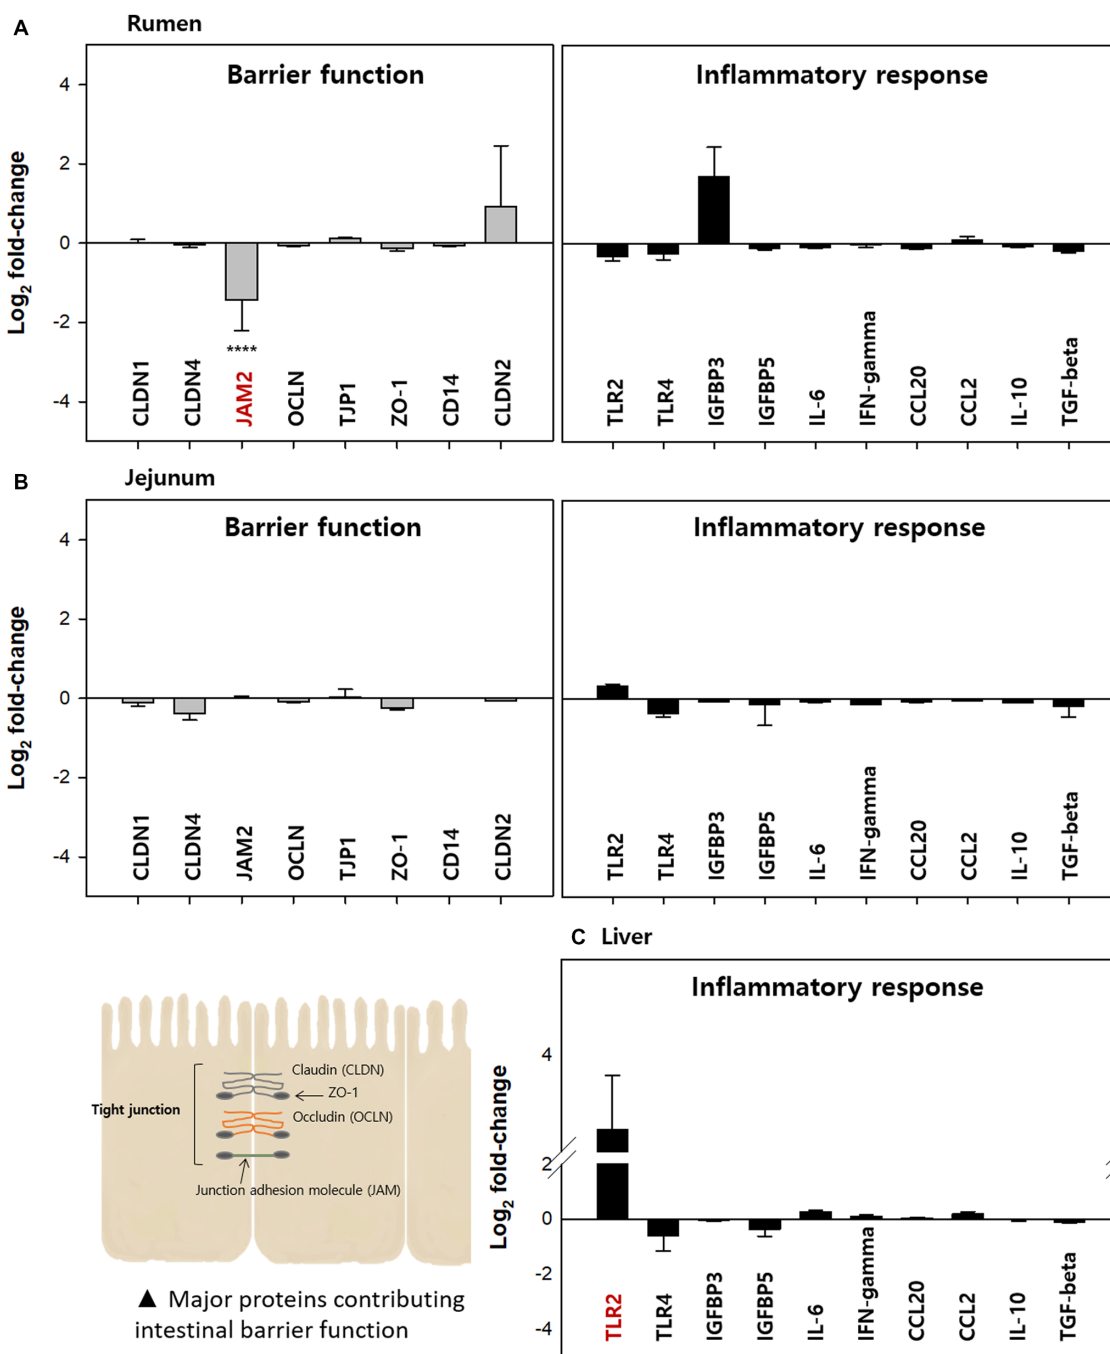 A Rumen
Barrier function
Inflammatory response
Log2 fold-change
4
2
0
-2
-4
****
CLDN1
CLDN4
JAM2
OCLN
TJP1
ZO-1
CD14
CLDN2
TLR2
TLR4
IGFBP3
IGFBP5
IL-6
IFN-gamma
CCL20
CCL2
IL-10
TGF-beta
B Jejunum
Barrier function
Inflammatory response
Log2 fold-change
4
2
0
-2
-4
CLDN1
CLDN4
JAM2
OCLN
TJP1
ZO-1
CD14
CLDN2
TLR2
TLR4
IGFBP3
IGFBP5
IL-6
IFN-gamma
CCL20
CCL2
IL-10
TGF-beta
Tight junction
Claudin (CLDN)
ZO-1
Occludin (OCLN)
Junction adhesion molecule (JAM)
▲ Major proteins contributing
intestinal barrier function
C Liver
Inflammatory response
Log2 fold-change
4
2
0
-2
-4
TLR2
TLR4
IGFBP3
IGFBP5
IL-6
IFN-gamma
CCL20
CCL2
IL-10
TGF-beta